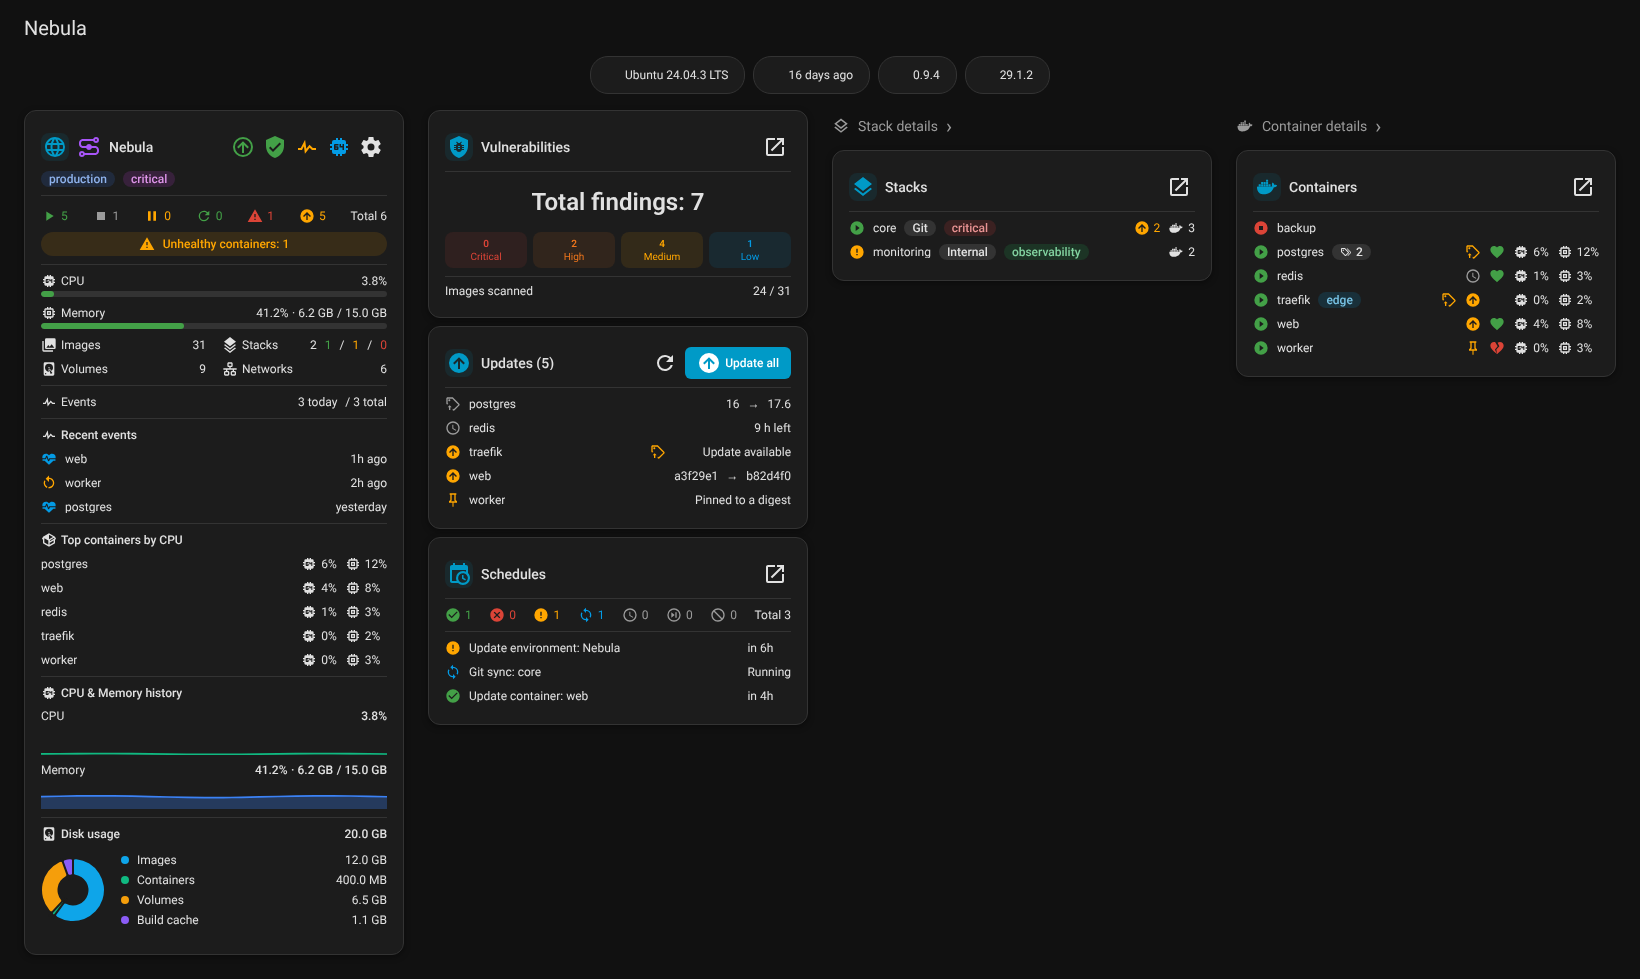 Nebula
Ubuntu 24.04.3 LTS
16 days ago
0.9.4
29.1.2
Nebula
production critical
5 1 0 0 1 5 Total 6
Unhealthy containers: 1
CPU 3.8%
Memory 41.2% · 6.2 GB / 15.0 GB
Images 31 Stacks 2 1 / 1 / 0
Volumes 9 Networks 6
Events 3 today / 3 total
Recent events
web 1h ago
worker 2h ago
postgres yesterday
Top containers by CPU
postgres 6% 12%
web 4% 8%
redis 1% 3%
traefik 0% 2%
worker 0% 3%
CPU & Memory history
CPU 3.8%
Memory 41.2% · 6.2 GB / 15.0 GB
Disk usage 20.0 GB
Images 12.0 GB
Containers 400.0 MB
Volumes 6.5 GB
Build cache 1.1 GB
Vulnerabilities
Total findings: 7
0 Critical
2 High
4 Medium
1 Low
Images scanned 24 / 31
Updates (5) Update all
postgres 16 → 17.6
redis 9 h left
traefik Update available
web a3f29e1 → b82d4f0
worker Pinned to a digest
Schedules
1 0 1 1 0 0 0 Total 3
Update environment: Nebula in 6h
Git sync: core Running
Update container: web in 4h
Stack details ›
Stacks
core Git critical 2 3
monitoring Internal observability 2
Container details ›
Containers
backup
postgres 2 6% 12%
redis 1% 3%
traefik edge 0% 2%
web 4% 8%
worker 0% 3%